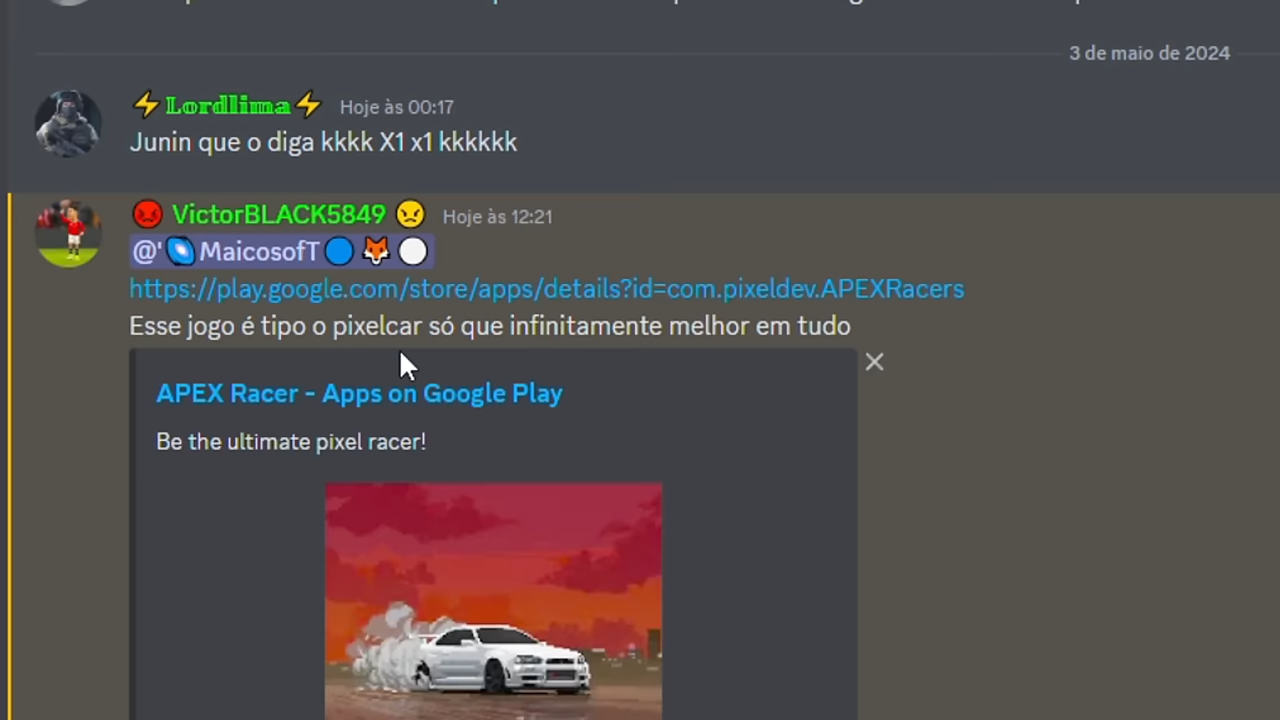 3 de maio de 2024
⚡Lordlima⚡ Hoje às 00:17
Junin que o diga kkkk X1 x1 kkkkkk
😡 VictorBLACK5849 😠 Hoje às 12:21
@'MaicosofT🔵🦊⚪
https://play.google.com/store/apps/details?id=com.pixeldev.APEXRacers
Esse jogo é tipo o pixelcar só que infinitamente melhor em tudo
APEX Racer - Apps on Google Play
Be the ultimate pixel racer!